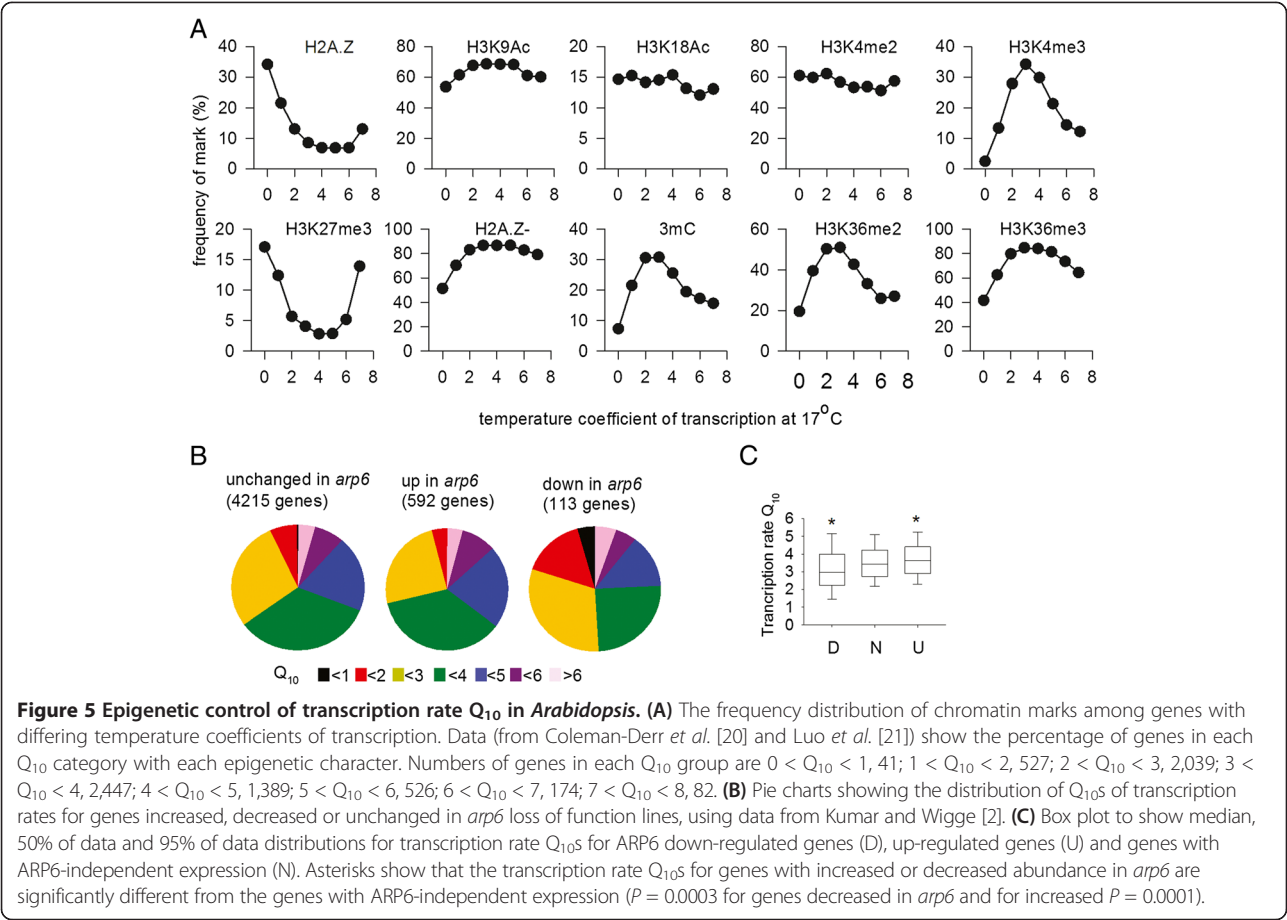 A
H2A.Z
H3K9Ac
H3K18Ac
H3K4me2
H3K4me3
40 30 20 10 0
80 60 40 20 0
20 15 10 5 0
80 60 40 20 0
40 30 20 10 0
0 2 4 6 8
0 2 4 6 8
0 2 4 6 8
0 2 4 6 8
0 2 4 6 8
frequency of mark (%)
H3K27me3
H2A.Z-
3mC
H3K36me2
H3K36me3
20 15 10 5 0
100 80 60 40 20 0
40 30 20 10 0
60 40 20 0
100 80 60 40 20 0
0 2 4 6 8
0 2 4 6 8
0 2 4 6 8
0 2 4 6 8
0 2 4 6 8
temperature coefficient of transcription at 17°C
B
unchanged in arp6
(4215 genes)
up in arp6
(592 genes)
down in arp6
(113 genes)
Q10 <1 <2 <3 <4 <5 <6 >6
C
Trancription rate Q10
6 5 4 3 2 1 0
* *
D N U
Figure 5 Epigenetic control of transcription rate Q10 in Arabidopsis. (A) The frequency distribution of chromatin marks among genes with
differing temperature coefficients of transcription. Data (from Coleman-Derr et al. [20] and Luo et al. [21]) show the percentage of genes in each
Q10 category with each epigenetic character. Numbers of genes in each Q10 group are 0 < Q10 < 1, 41; 1 < Q10 < 2, 527; 2 < Q10 < 3, 2,039; 3 <
Q10 < 4, 2,447; 4 < Q10 < 5, 1,389; 5 < Q10 < 6, 526; 6 < Q10 < 7, 174; 7 < Q10 < 8, 82. (B) Pie charts showing the distribution of Q10s of transcription
rates for genes increased, decreased or unchanged in arp6 loss of function lines, using data from Kumar and Wigge [2]. (C) Box plot to show median,
50% of data and 95% of data distributions for transcription rate Q10s for ARP6 down-regulated genes (D), up-regulated genes (U) and genes with
ARP6-independent expression (N). Asterisks show that the transcription rate Q10s for genes with increased or decreased abundance in arp6 are
significantly different from the genes with ARP6-independent expression (P = 0.0003 for genes decreased in arp6 and for increased P = 0.0001).